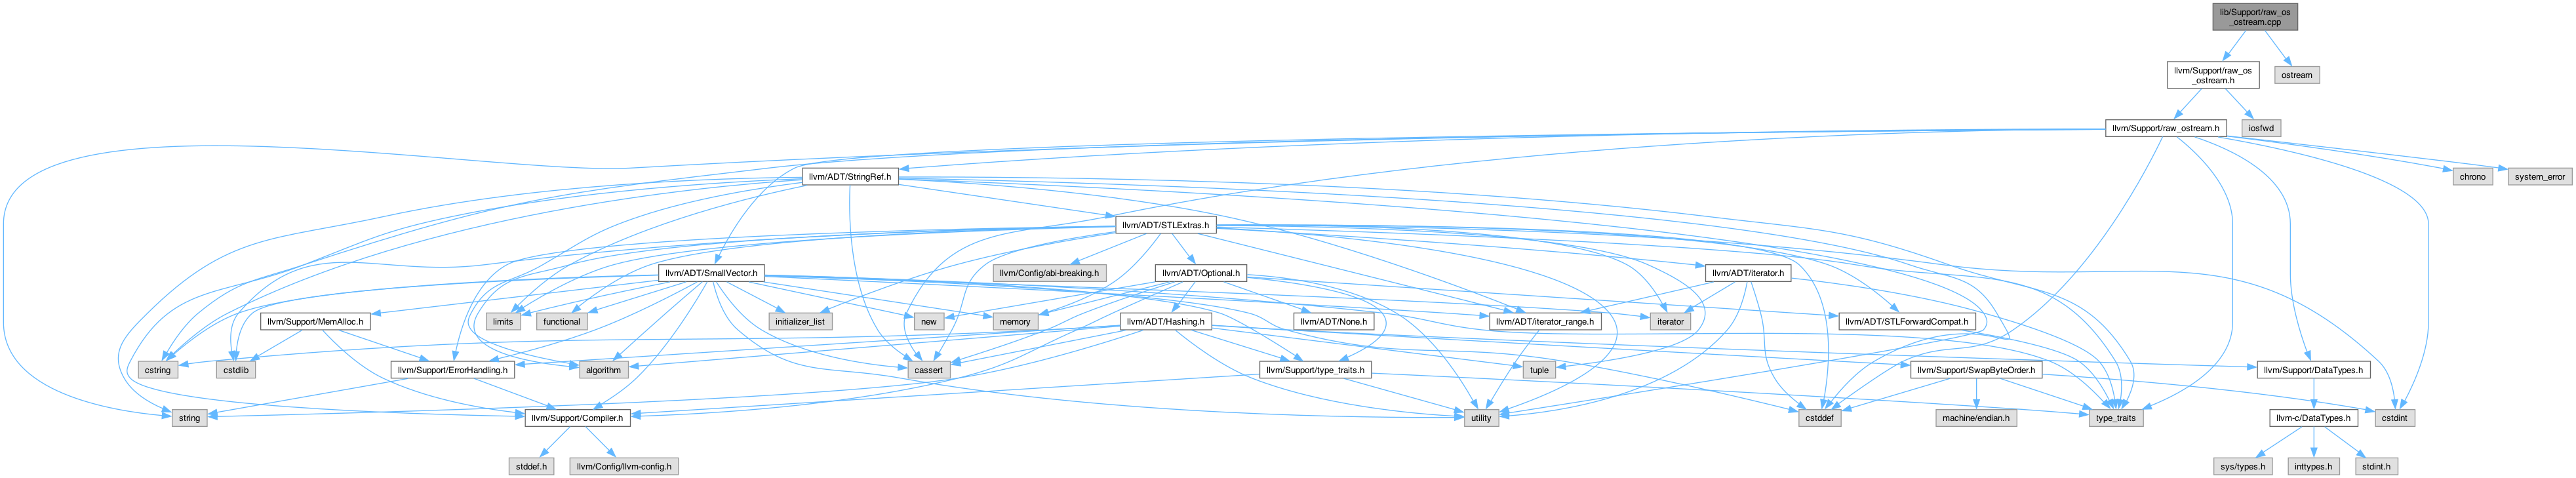 lib/Support/raw_os
_ostream.cpp
llvm/Support/raw_os
_ostream.h
ostream
llvm/Support/raw_ostream.h
iosfwd
llvm/ADT/StringRef.h
chrono
system_error
llvm/ADT/STLExtras.h
llvm/ADT/SmallVector.h
llvm/Config/abi-breaking.h
llvm/ADT/Optional.h
llvm/ADT/iterator.h
llvm/Support/MemAlloc.h
limits
functional
initializer_list
new
memory
llvm/ADT/Hashing.h
llvm/ADT/None.h
llvm/ADT/iterator_range.h
iterator
llvm/ADT/STLForwardCompat.h
cstring
cstdlib
llvm/Support/ErrorHandling.h
algorithm
cassert
llvm/Support/type_traits.h
tuple
llvm/Support/SwapByteOrder.h
llvm/Support/DataTypes.h
string
llvm/Support/Compiler.h
utility
cstddef
machine/endian.h
type_traits
llvm-c/DataTypes.h
cstdint
stddef.h
llvm/Config/llvm-config.h
sys/types.h
inttypes.h
stdint.h